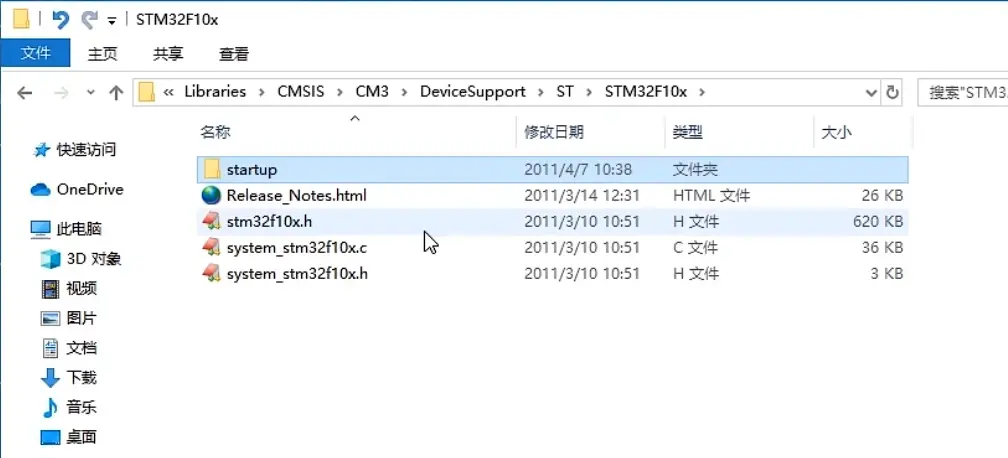 STM32F10x
文件 主页 共享 查看
« Libraries > CMSIS > CM3 > DeviceSupport > ST > STM32F10x > 搜索"STM3
名称 修改日期 类型 大小
快速访问
OneDrive
此电脑
3D 对象
视频
图片
文档
下载
音乐
桌面
startup 2011/4/7 10:38 文件夹
Release_Notes.html 2011/3/14 12:31 HTML 文件 26 KB
stm32f10x.h 2011/3/10 10:51 H 文件 620 KB
system_stm32f10x.c 2011/3/10 10:51 C 文件 36 KB
system_stm32f10x.h 2011/3/10 10:51 H 文件 3 KB